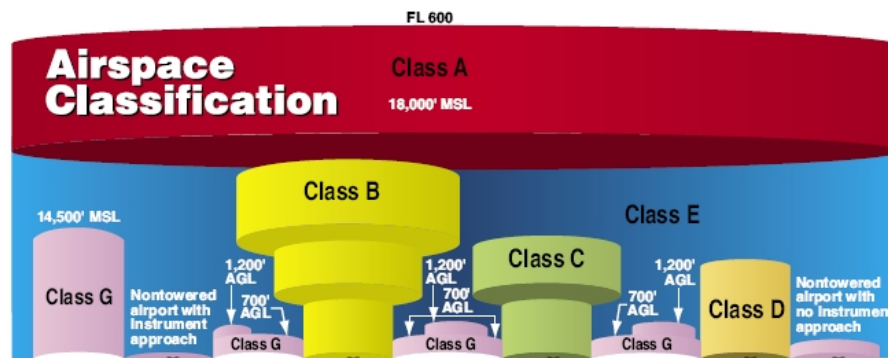 FL 600
Airspace
Classification
Class A
18,000' MSL
Class B
Class E
14,500' MSL
Class G
Nontowered
airport with
Instrument
approach
1,200'
AGL
700'
AGL
Class G
1,200'
AGL
700'
AGL
Class G
Class C
700'
AGL
1,200'
AGL
Class G
Class D
Nontowered
airport with
no Instrument
approach